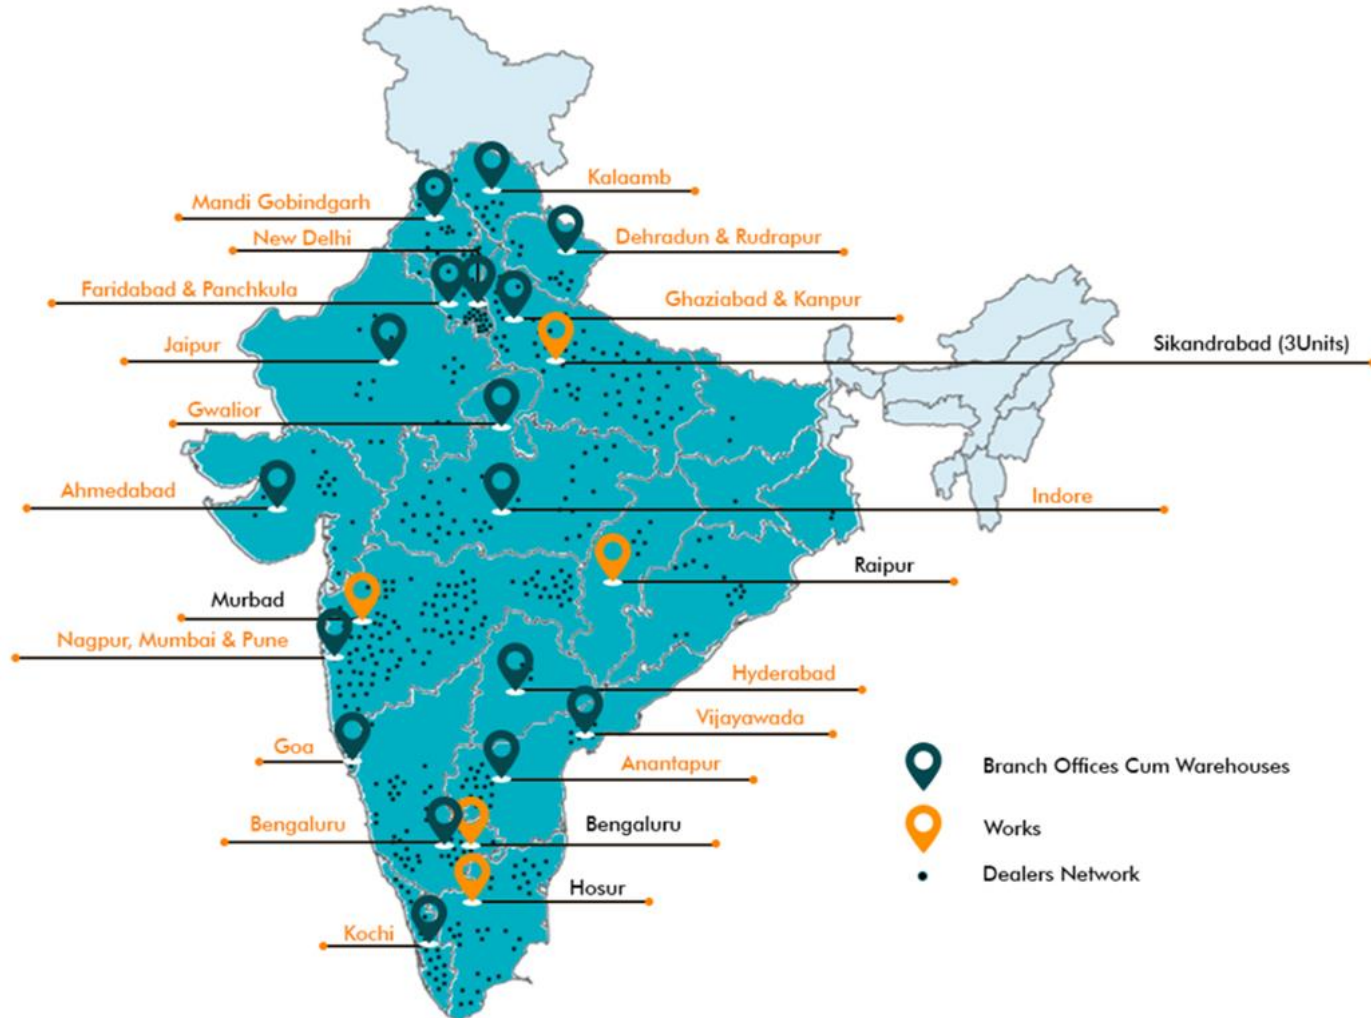 Kalaamb
Mandi Gobindgarh
New Delhi
Dehradun & Rudrapur
Faridabad & Panchkula
Ghaziabad & Kanpur
Jaipur
Sikandrabad (3Units)
Gwalior
Ahmedabad
Indore
Raipur
Murbad
Nagpur, Mumbai & Pune
Hyderabad
Vijayawada
Goa
Anantapur
Branch Offices Cum Warehouses
Bengaluru
Bengaluru
Works
Hosur
Dealers Network
Kochi